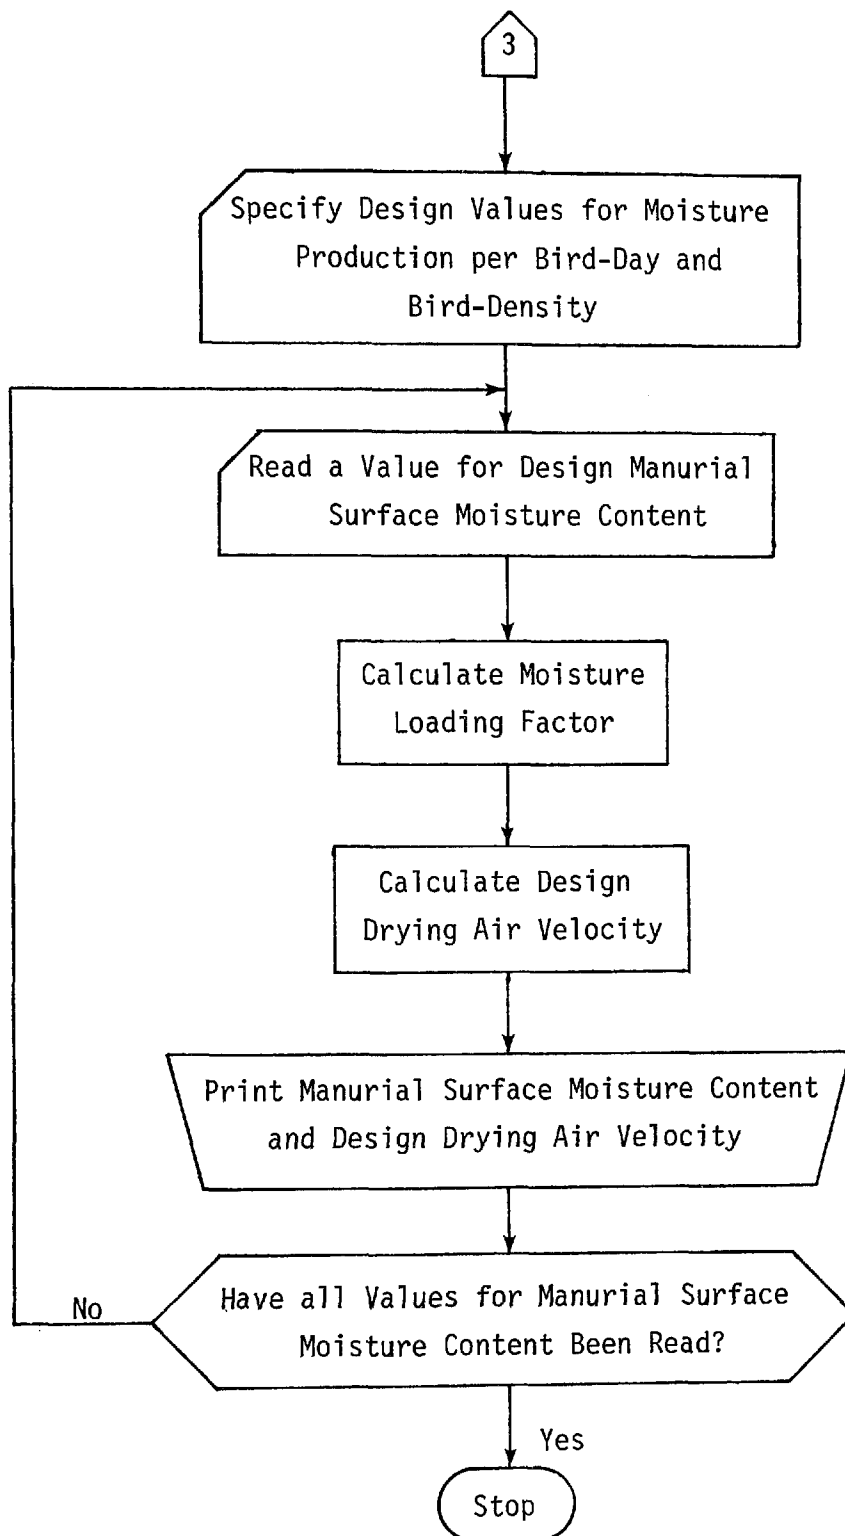 3
Specify Design Values for Moisture
Production per Bird-Day and
Bird-Density
Read a Value for Design Manurial
Surface Moisture Content
Calculate Moisture
Loading Factor
Calculate Design
Drying Air Velocity
Print Manurial Surface Moisture Content
and Design Drying Air Velocity
Have all Values for Manurial Surface
Moisture Content Been Read?
No
Yes
Stop